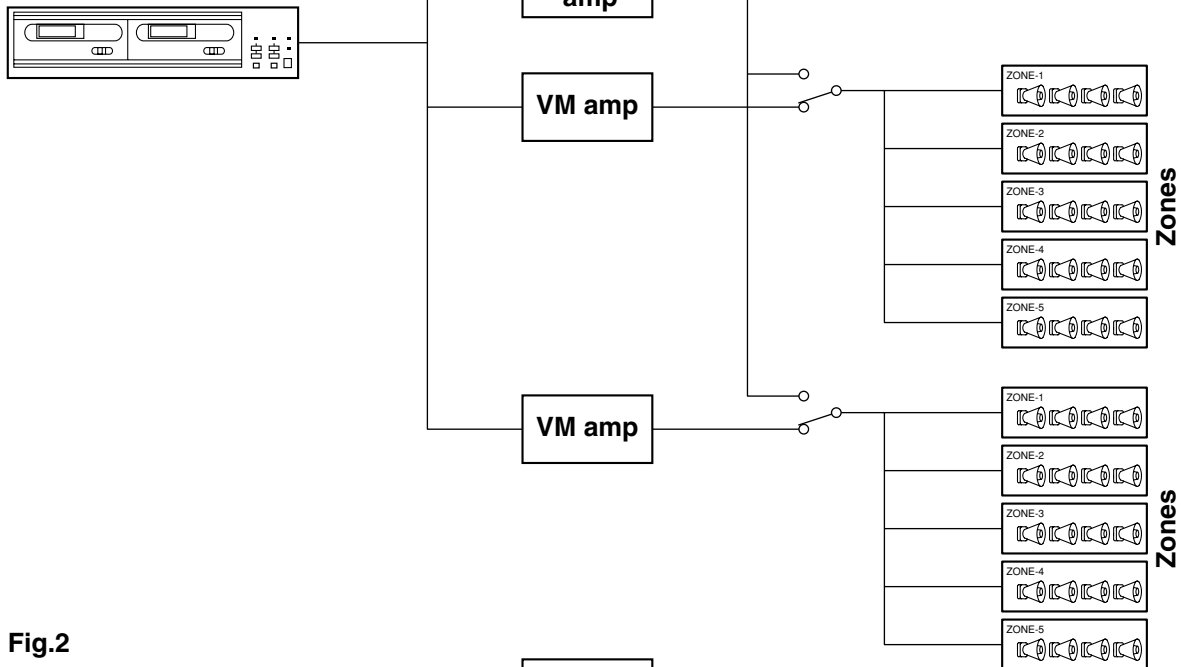 amp
VM amp
ZONE-1
ZONE-2
ZONE-3
ZONE-4
ZONE-5
Zones
VM amp
ZONE-1
ZONE-2
ZONE-3
ZONE-4
ZONE-5
Zones
Fig.2